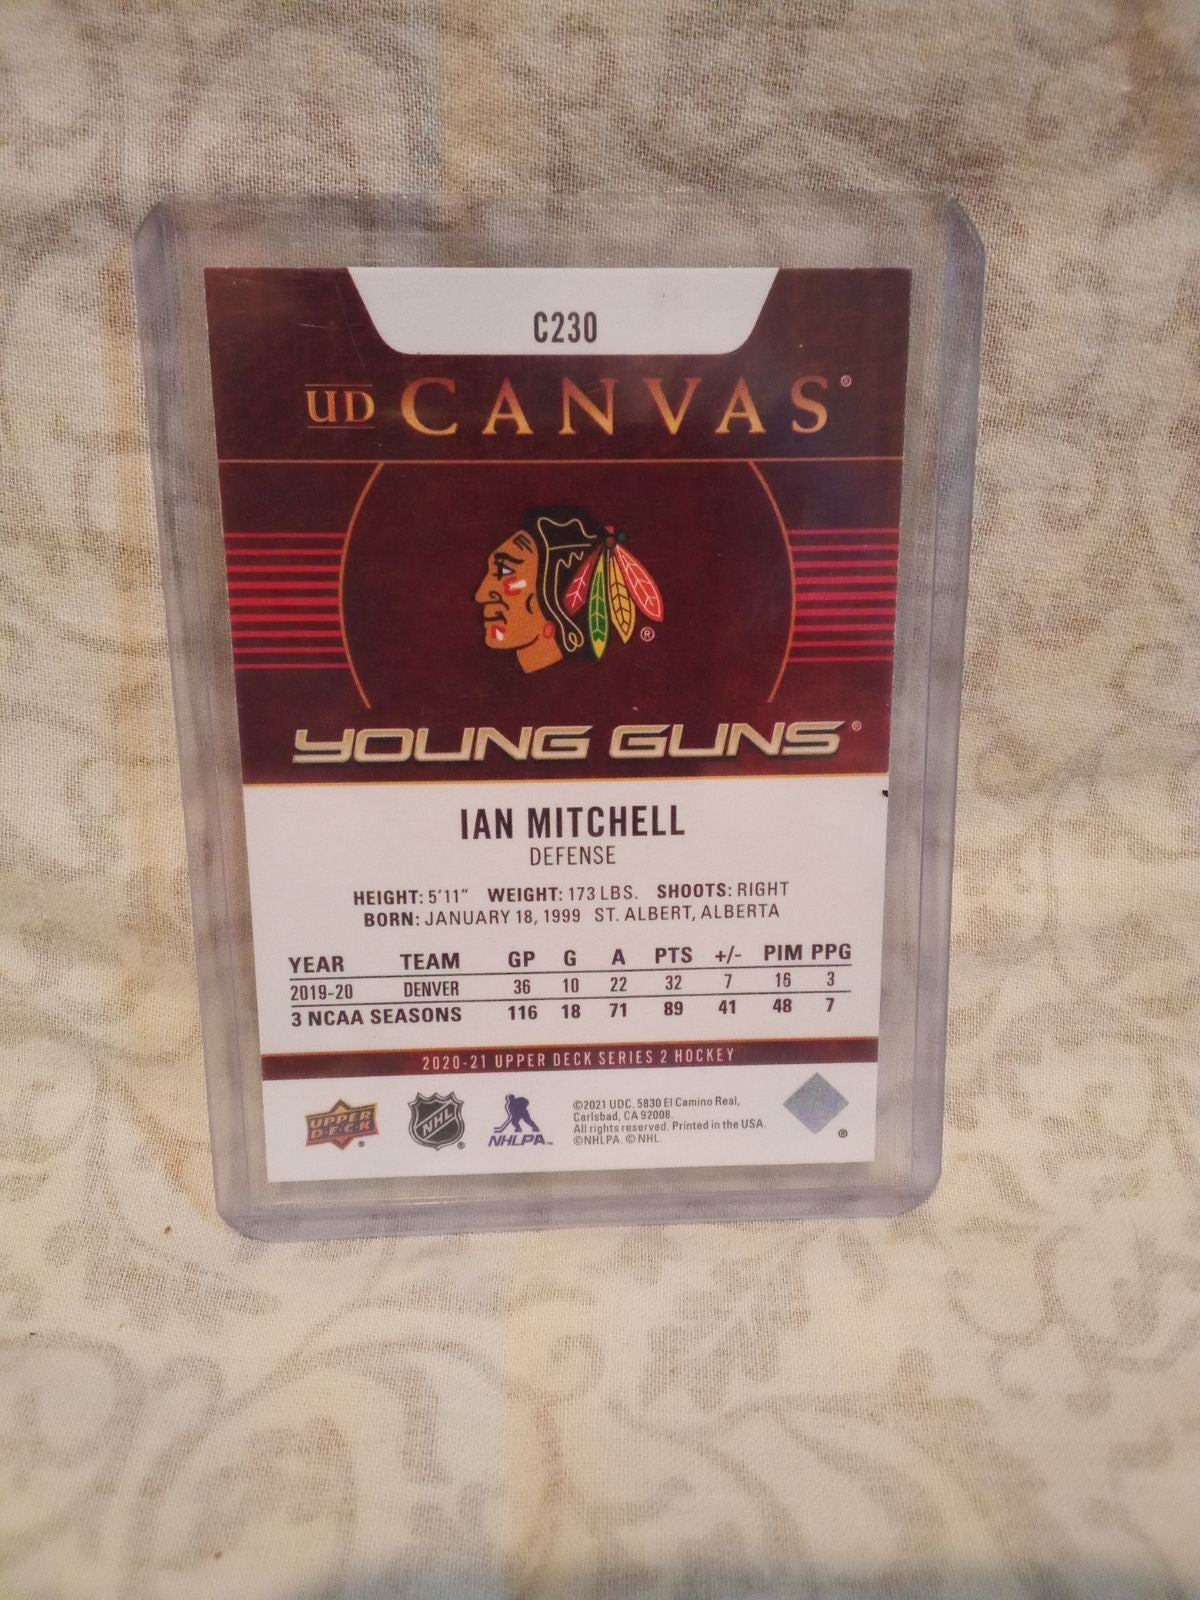 C230
UD CANVAS®
®
YOUNG GUNS®
IAN MITCHELL
DEFENSE
HEIGHT: 5'11" WEIGHT: 173 LBS. SHOOTS: RIGHT
BORN: JANUARY 18, 1999 ST. ALBERT, ALBERTA
YEAR TEAM GP G A PTS +/- PIM PPG
2019-20 DENVER 36 10 22 32 7 16 3
3 NCAA SEASONS 116 18 71 89 41 48 7
2020-21 UPPER DECK SERIES 2 HOCKEY
UPPER
D·E·C·K
®
NHL
®
NHLPA™
©2021 UDC. 5830 El Camino Real,
Carlsbad, CA 92008.
All rights reserved. Printed in the USA.
©NHLPA. © NHL.
®